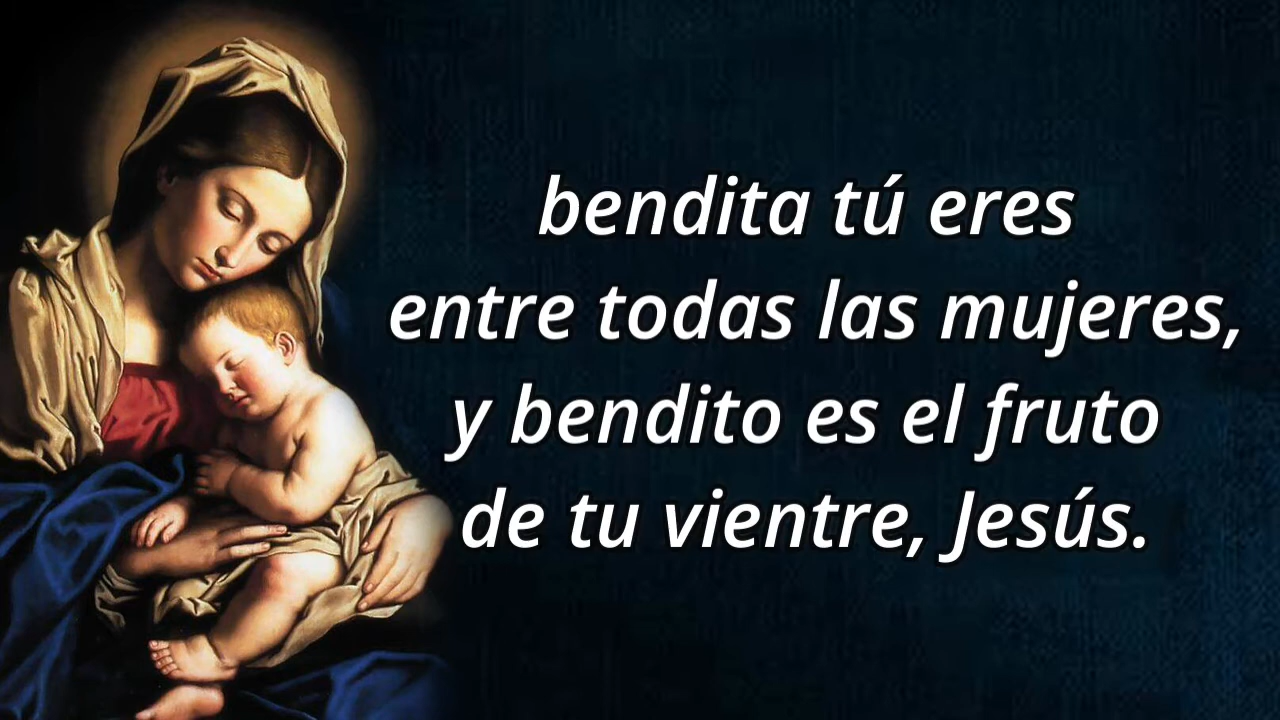 bendita tú eres
entre todas las mujeres,
y bendito es el fruto
de tu vientre, Jesús.